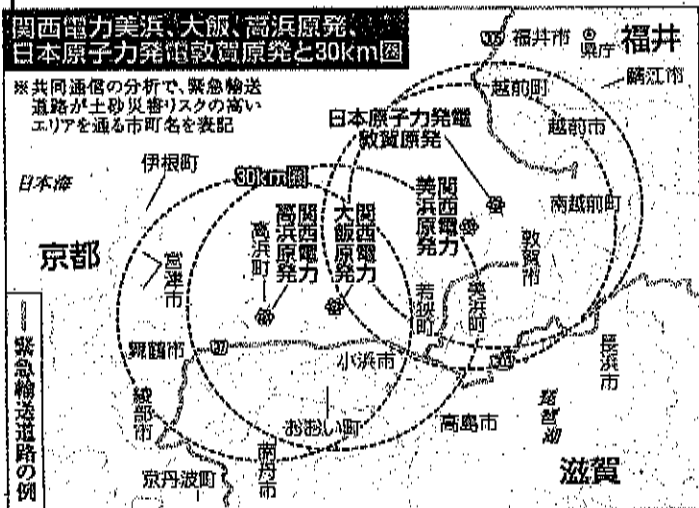 関西電力美浜、大飯、高浜原発、
日本原子力発電敦賀原発と30km圏
※共同通信の分析で、緊急輸送
道路が土砂災害リスクの高い
エリアを通る市町名を表記
福井市
県庁
福井
鯖江市
越前町
越前市
日本原子力発電
敦賀原発
伊根町
日本海
30km圏
南越前町
関西電力
美浜原発
関西電力
大飯原発
関西電力
高浜原発
高浜町
京都
宮津市
敦賀市
若狭町
美浜町
舞鶴市
27
小浜市
長浜市
綾部市
おおい町
高島市
琵琶湖
南丹市
京丹波町
滋賀
緊急輸送道路の例